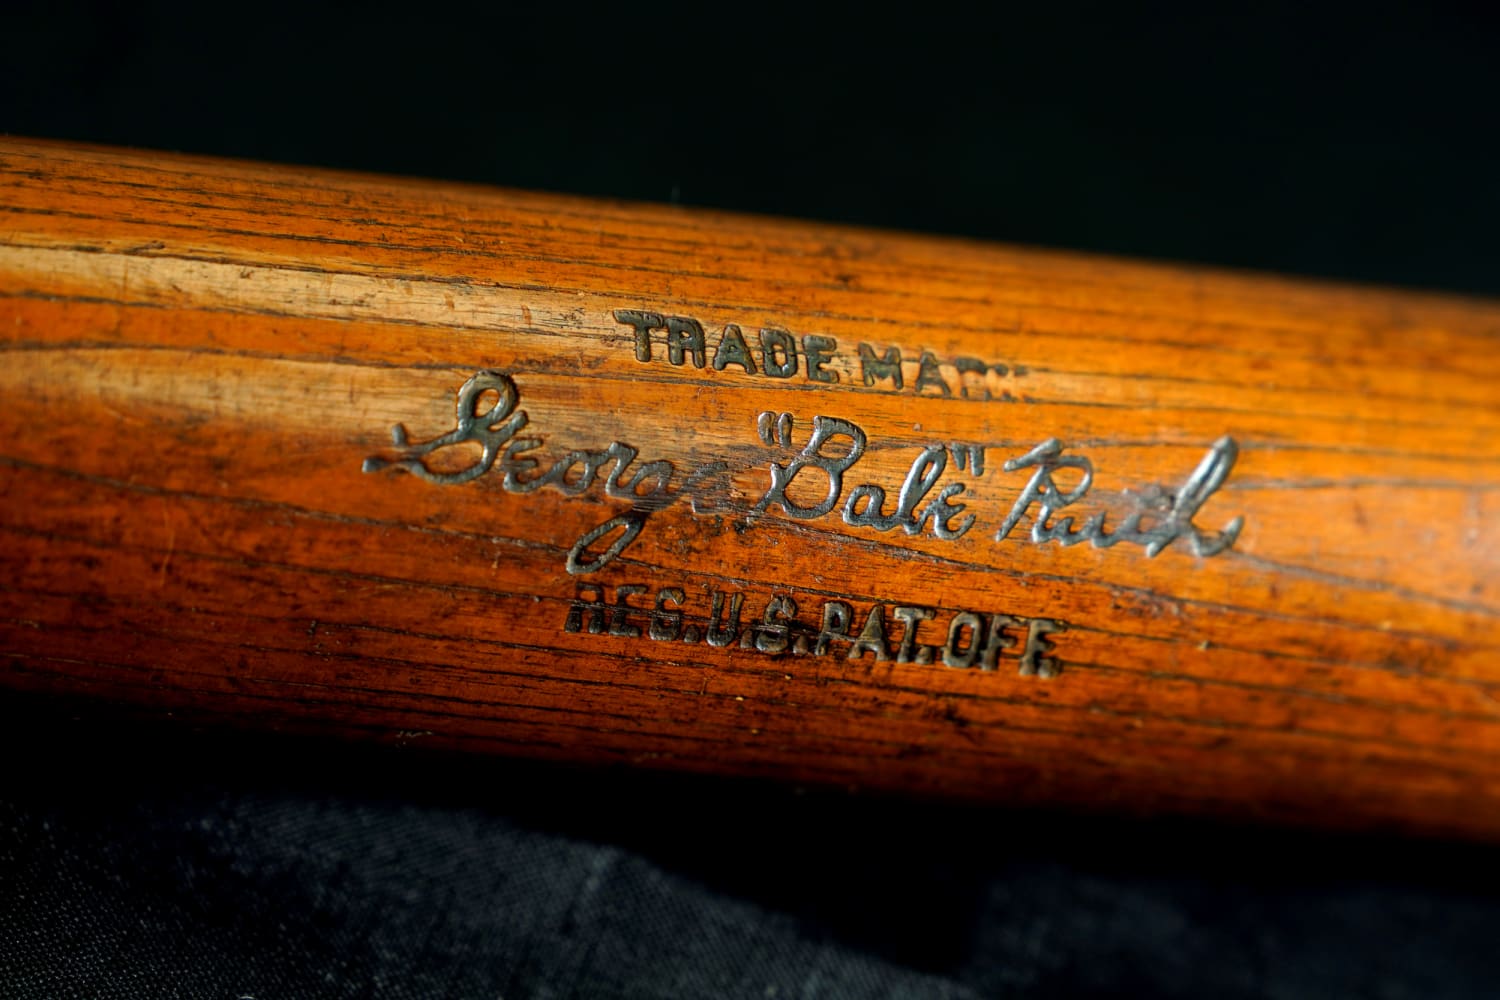 TRADE MARK
George "Babe" Ruth
REG. U.S. PAT. OFF.